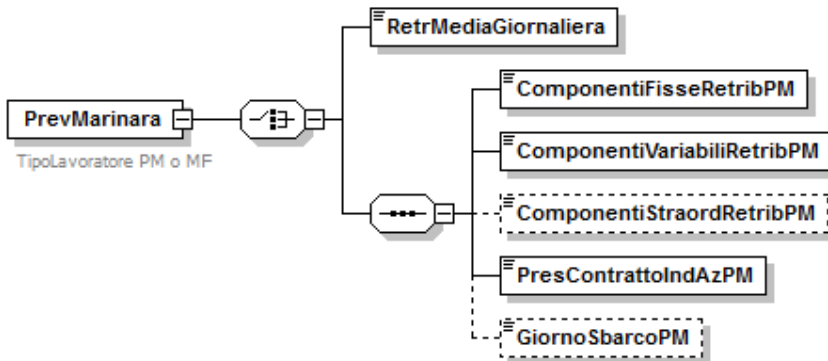 RetrMediaGiornaliera
ComponentiFisseRetribPM
PrevMarinara
TipoLavoratore PM o MF
ComponentiVariabiliRetribPM
ComponentiStraordRetribPM
PresContrattoIndAzPM
GiornoSbarcoPM